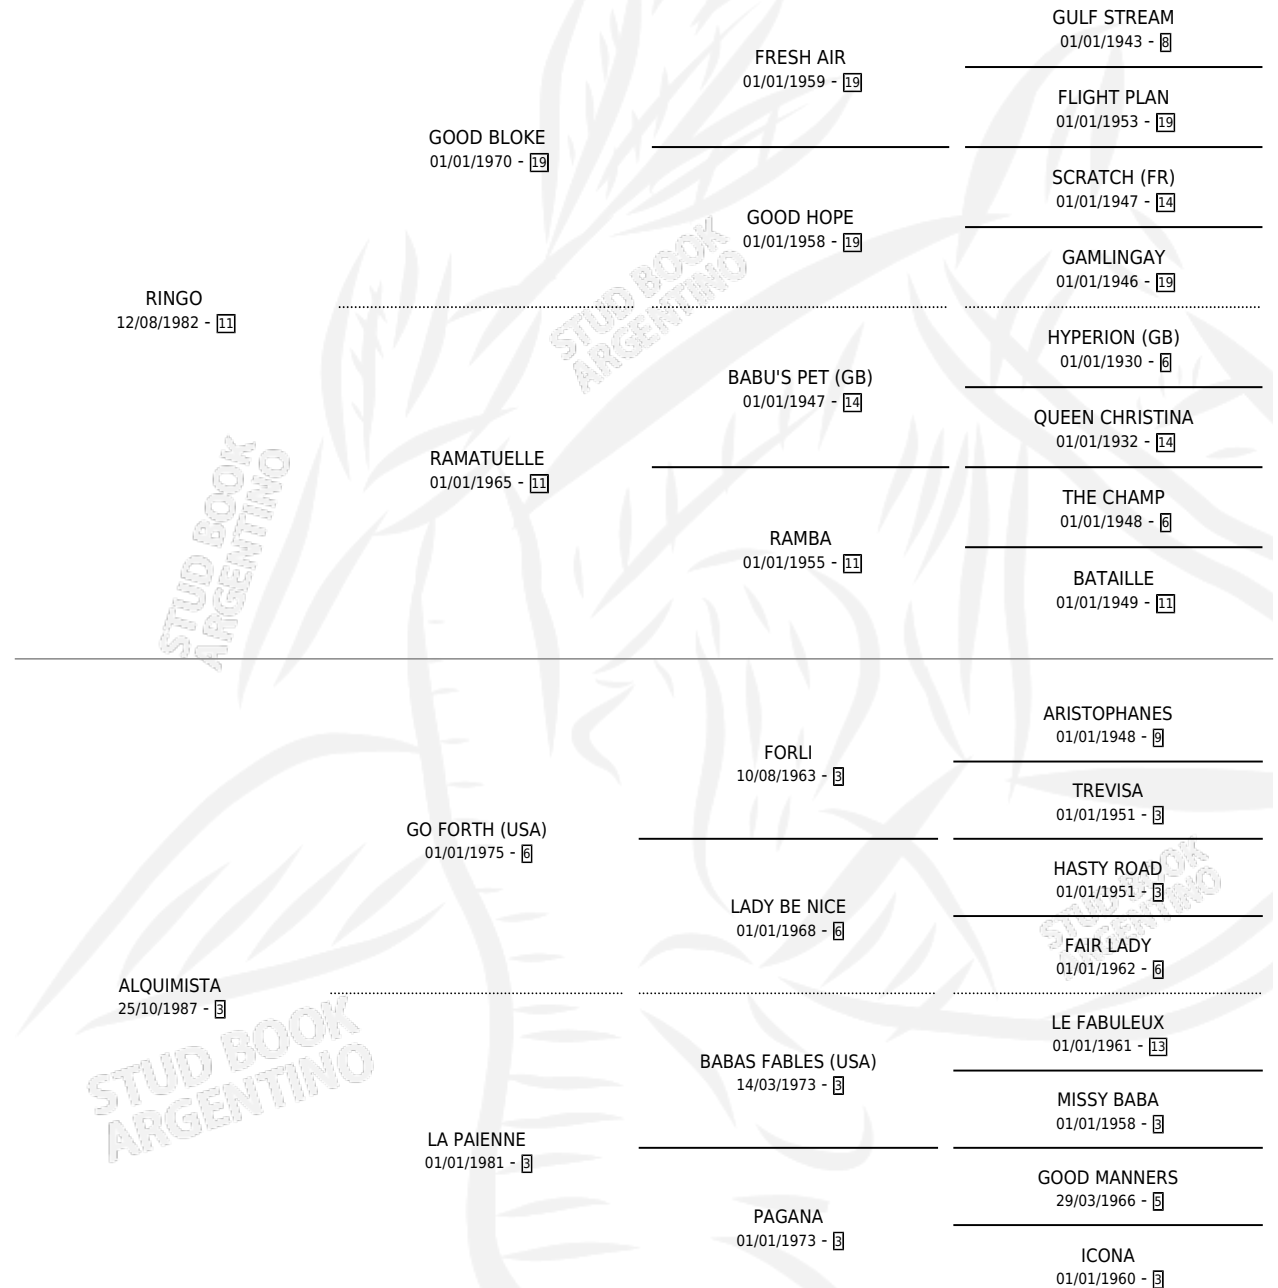 GULF STREAM
01/01/1943 - 8
FRESH AIR
01/01/1959 - 19
FLIGHT PLAN
01/01/1953 - 19
GOOD BLOKE
01/01/1970 - 19
SCRATCH (FR)
01/01/1947 - 14
GOOD HOPE
01/01/1958 - 19
GAMLINGAY
01/01/1946 - 19
RINGO
12/08/1982 - 11
HYPERION (GB)
01/01/1930 - 6
BABU'S PET (GB)
01/01/1947 - 14
QUEEN CHRISTINA
01/01/1932 - 14
RAMATUELLE
01/01/1965 - 11
THE CHAMP
01/01/1948 - 6
RAMBA
01/01/1955 - 11
BATAILLE
01/01/1949 - 11
STUD BOOK
ARGENTINO
STUD BOOK
ARGENTINO
ARISTOPHANES
01/01/1948 - 9
FORLI
10/08/1963 - 3
TREVISA
01/01/1951 - 3
GO FORTH (USA)
01/01/1975 - 6
HASTY ROAD
01/01/1951 - 3
LADY BE NICE
01/01/1968 - 6
FAIR LADY
01/01/1962 - 6
STUD BOOK
ARGENTINO
ALQUIMISTA
25/10/1987 - 3
LE FABULEUX
01/01/1961 - 13
BABAS FABLES (USA)
14/03/1973 - 3
MISSY BABA
01/01/1958 - 3
STUD BOOK
ARGENTINO
LA PAIENNE
01/01/1981 - 3
GOOD MANNERS
29/03/1966 - 5
PAGANA
01/01/1973 - 3
ICONA
01/01/1960 - 3